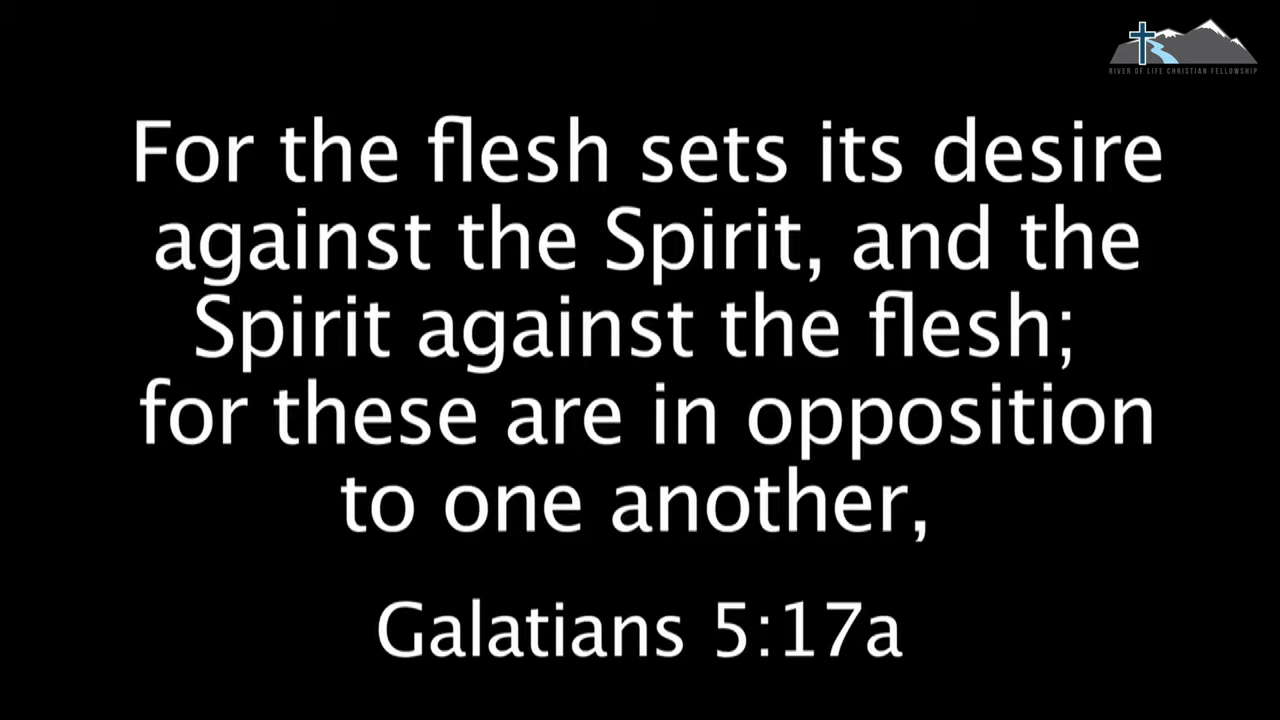 RIVER OF LIFE CHRISTIAN FELLOWSHIP
For the flesh sets its desire
against the Spirit, and the
Spirit against the flesh;
for these are in opposition
to one another,
Galatians 5:17a